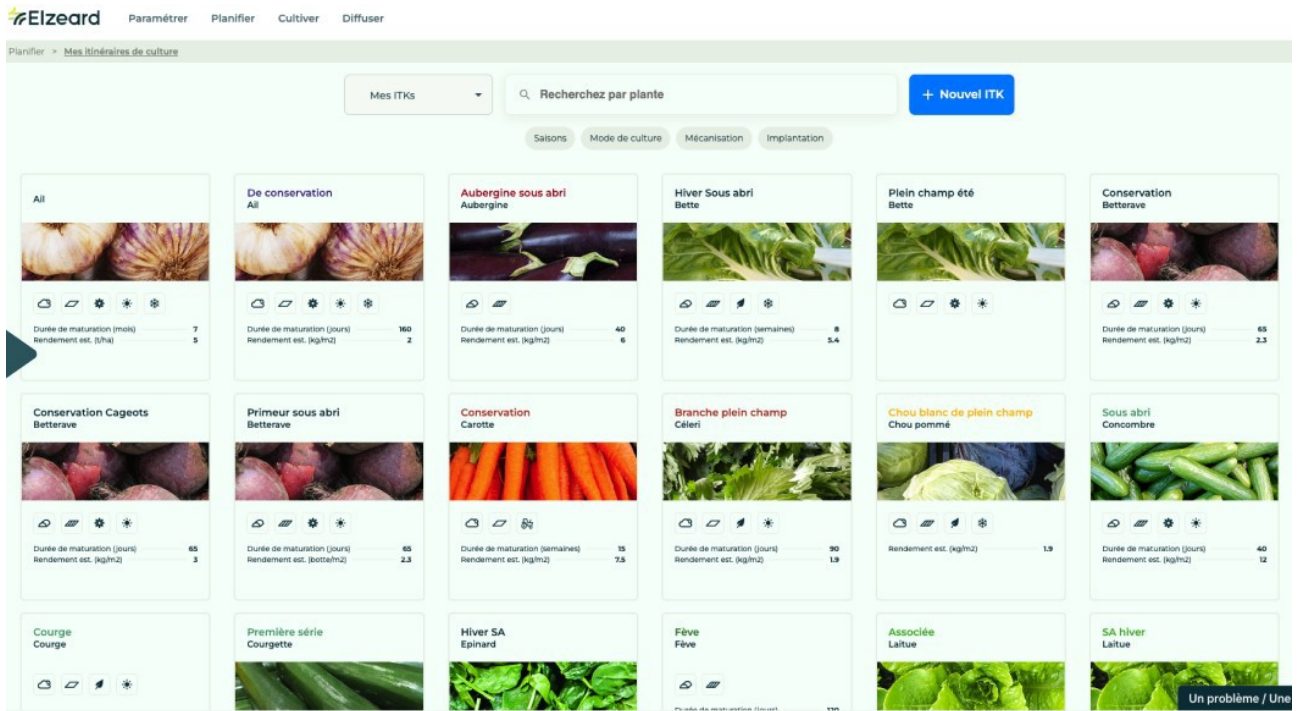 Elzeard
Paramétrer Planifier Cultiver Diffuser
Planifier > Mes itinéraires de culture
Mes ITKs
Recherchez par plante
+ Nouvel ITK
Saisons Mode de culture Mécanisation Implantation
Ail
Durée de maturation (mois) 7
Rendement est. (t/ha) 5
De conservation
Ail
Durée de maturation (jours) 160
Rendement est. (kg/m2) 2
Aubergine sous abri
Aubergine
Durée de maturation (jours) 40
Rendement est. (kg/m2) 6
Hiver Sous abri
Bette
Durée de maturation (semaines) 8
Rendement est. (kg/m2) 5.4
Plein champ été
Bette
Conservation
Betterave
Durée de maturation (jours) 65
Rendement est. (kg/m2) 2.3
Conservation Cageots
Betterave
Durée de maturation (jours) 65
Rendement est. (kg/m2) 3
Primeur sous abri
Betterave
Durée de maturation (jours) 65
Rendement est. (botte/m2) 2.3
Conservation
Carotte
Durée de maturation (semaines) 15
Rendement est. (kg/m2) 7.5
Branche plein champ
Céleri
Durée de maturation (jours) 90
Rendement est. (kg/m2) 1.9
Chou blanc de plein champ
Chou pommé
Rendement est. (kg/m2) 1.9
Sous abri
Concombre
Durée de maturation (jours) 40
Rendement est. (kg/m2) 12
Courge
Courge
Première série
Courgette
Hiver SA
Epinard
Fève
Fève
Durée de maturation (jours) 120
Associée
Laitue
SA hiver
Laitue
Un problème / Une